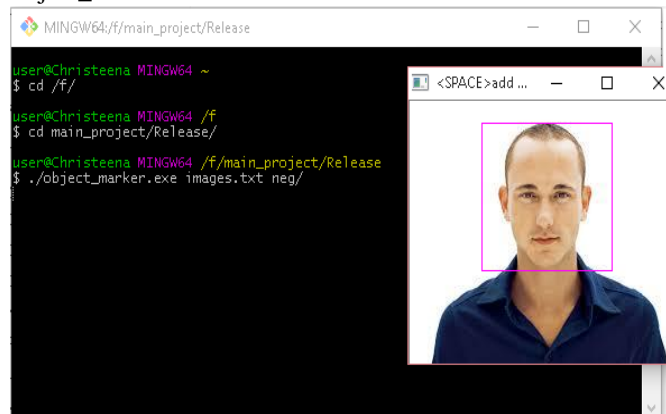 MINGW64:/f/main_project/Release
user@Christeena MINGW64 ~
$ cd /f/
user@Christeena MINGW64 /f
$ cd main_project/Release/
user@Christeena MINGW64 /f/main_project/Release
$ ./object_marker.exe images.txt neg/
<SPACE>add ...